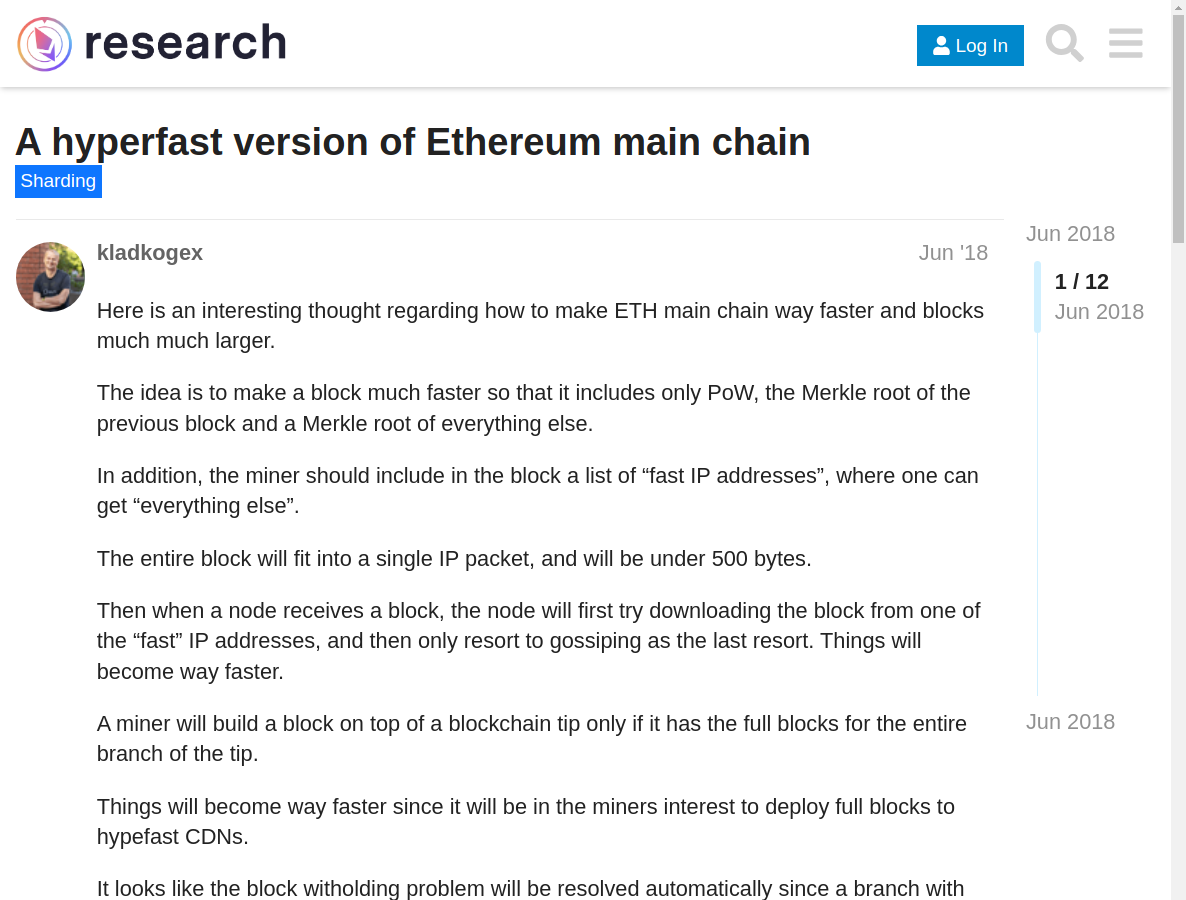 research
Log In
A hyperfast version of Ethereum main chain
Sharding
kladkogex
Jun '18
Here is an interesting thought regarding how to make ETH main chain way faster and blocks
much much larger.
The idea is to make a block much faster so that it includes only PoW, the Merkle root of the
previous block and a Merkle root of everything else.
In addition, the miner should include in the block a list of “fast IP addresses”, where one can
get “everything else”.
The entire block will fit into a single IP packet, and will be under 500 bytes.
Then when a node receives a block, the node will first try downloading the block from one of
the “fast” IP addresses, and then only resort to gossiping as the last resort. Things will
become way faster.
A miner will build a block on top of a blockchain tip only if it has the full blocks for the entire
branch of the tip.
Things will become way faster since it will be in the miners interest to deploy full blocks to
hypefast CDNs.
It looks like the block witholding problem will be resolved automatically since a branch with
Jun 2018
1 / 12
Jun 2018
Jun 2018